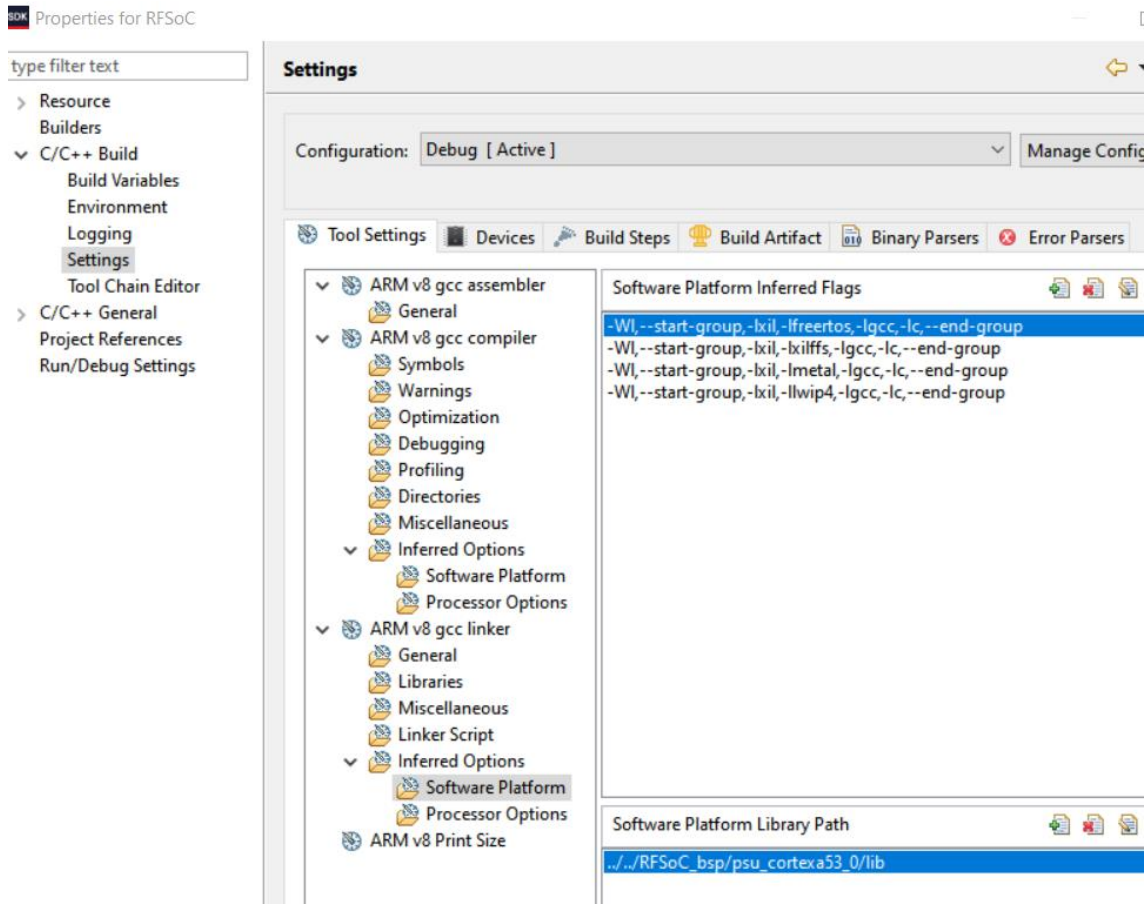 SDK Properties for RFSoC
type filter text
Resource
Builders
C/C++ Build
Build Variables
Environment
Logging
Settings
Tool Chain Editor
C/C++ General
Project References
Run/Debug Settings
Settings
Configuration: Debug [ Active ]
Manage Config
Tool Settings Devices Build Steps Build Artifact Binary Parsers Error Parsers
ARM v8 gcc assembler
General
ARM v8 gcc compiler
Symbols
Warnings
Optimization
Debugging
Profiling
Directories
Miscellaneous
Inferred Options
Software Platform
Processor Options
ARM v8 gcc linker
General
Libraries
Miscellaneous
Linker Script
Inferred Options
Software Platform
Processor Options
ARM v8 Print Size
Software Platform Inferred Flags
-Wl,--start-group,-lxil,-lfreertos,-lgcc,-lc,--end-group
-Wl,--start-group,-lxil,-lxilffs,-lgcc,-lc,--end-group
-Wl,--start-group,-lxil,-lmetal,-lgcc,-lc,--end-group
-Wl,--start-group,-lxil,-llwip4,-lgcc,-lc,--end-group
Software Platform Library Path
../../RFSoC_bsp/psu_cortexa53_0/lib